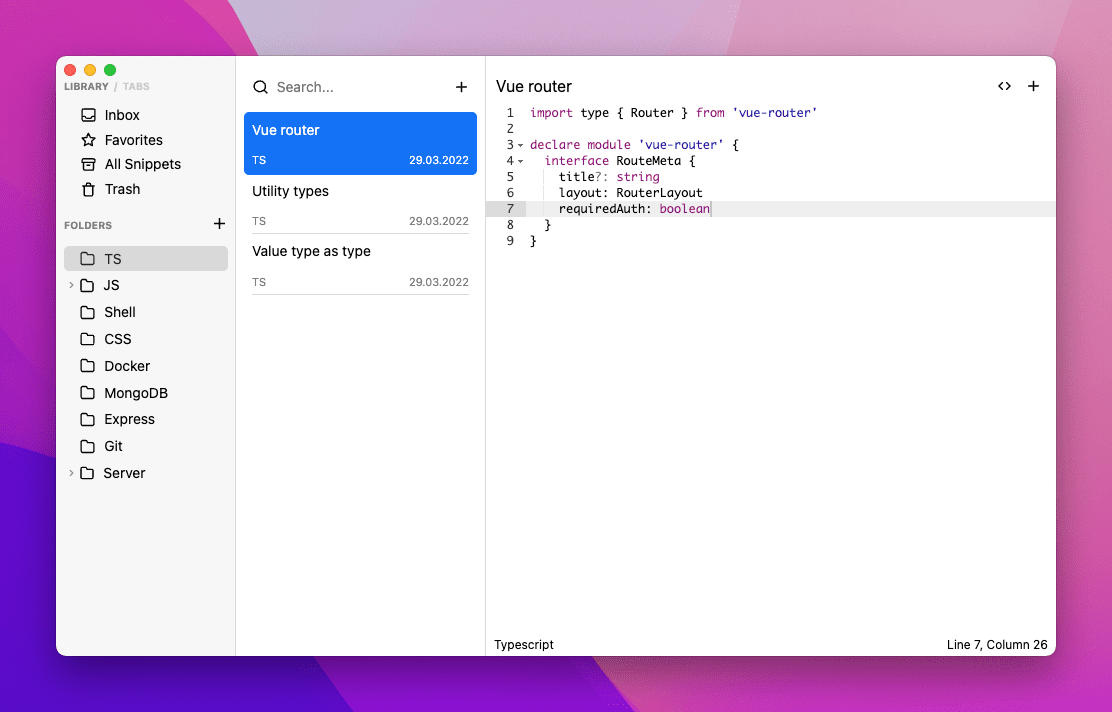 LIBRARY / TABS
Inbox
Favorites
All Snippets
Trash
FOLDERS
TS
JS
Shell
CSS
Docker
MongoDB
Express
Git
Server
Search...
Vue router
TS 29.03.2022
Utility types
TS 29.03.2022
Value type as type
TS 29.03.2022
Vue router
1 import type { Router } from 'vue-router'
2
3 declare module 'vue-router' {
4 interface RouteMeta {
5 title?: string
6 layout: RouterLayout
7 requiredAuth: boolean
8 }
9 }
Typescript Line 7, Column 26